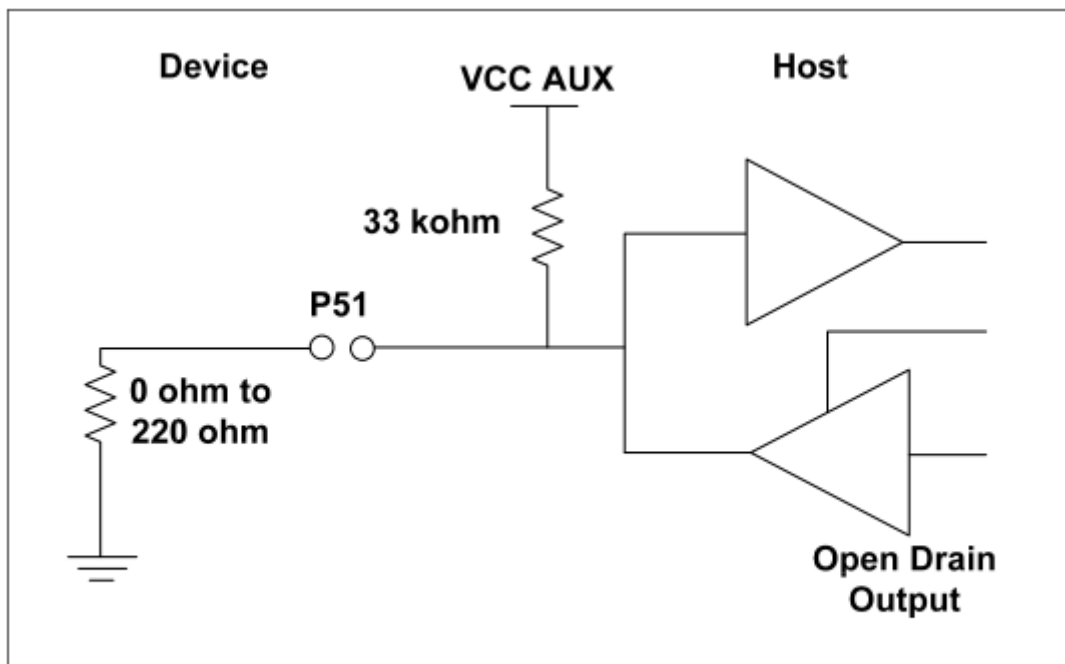 Device
VCC AUX
Host
33 kohm
P51
0 ohm to
220 ohm
Open Drain
Output